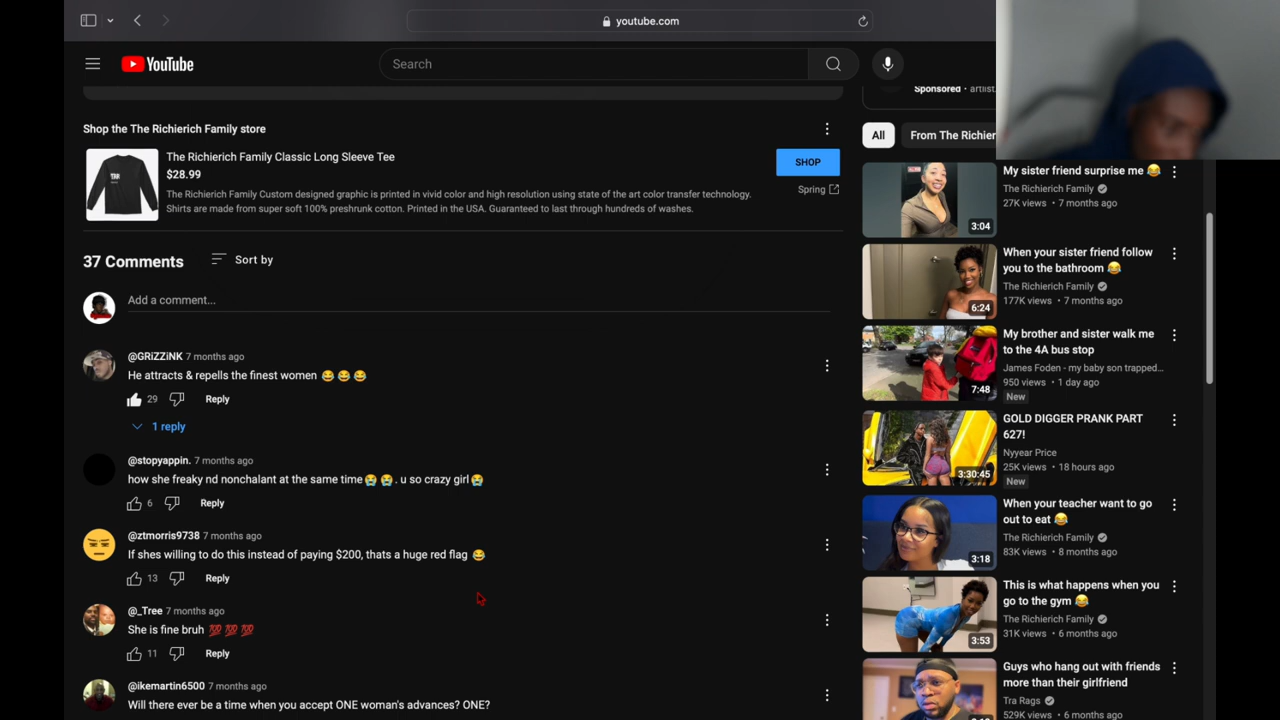 youtube.com
YouTube
Search
Sponsored • artlist.
Shop the The Richierich Family store
The Richierich Family Classic Long Sleeve Tee
$28.99
The Richierich Family Custom designed graphic is printed in vivid color and high resolution using state of the art color transfer technology.
Shirts are made from super soft 100% preshrunk cotton. Printed in the USA. Guaranteed to last through hundreds of washes.
SHOP
Spring
37 Comments
Sort by
Add a comment...
@GRiZZiNK 7 months ago
He attracts & repells the finest women 😂😂😂
29
Reply
1 reply
@stopyappin. 7 months ago
how she freaky nd nonchalant at the same time😭😭. u so crazy girl😭
6
Reply
@ztmorris9738 7 months ago
If shes willing to do this instead of paying $200, thats a huge red flag 😂
13
Reply
@_Tree 7 months ago
She is fine bruh 💯💯💯
11
Reply
@ikemartin6500 7 months ago
Will there ever be a time when you accept ONE woman's advances? ONE?
All
From The Richier
My sister friend surprise me 😂
The Richierich Family
27K views • 7 months ago
3:04
When your sister friend follow
you to the bathroom 😂
The Richierich Family
177K views • 7 months ago
6:24
My brother and sister walk me
to the 4A bus stop
James Foden - my baby son trapped...
950 views • 1 day ago
New
7:48
GOLD DIGGER PRANK PART
627!
Nyyear Price
25K views • 18 hours ago
New
3:30:45
When your teacher want to go
out to eat 😂
The Richierich Family
83K views • 8 months ago
3:18
This is what happens when you
go to the gym 😂
The Richierich Family
31K views • 6 months ago
3:53
Guys who hang out with friends
more than their girlfriend
Tra Rags
529K views • 6 months ago